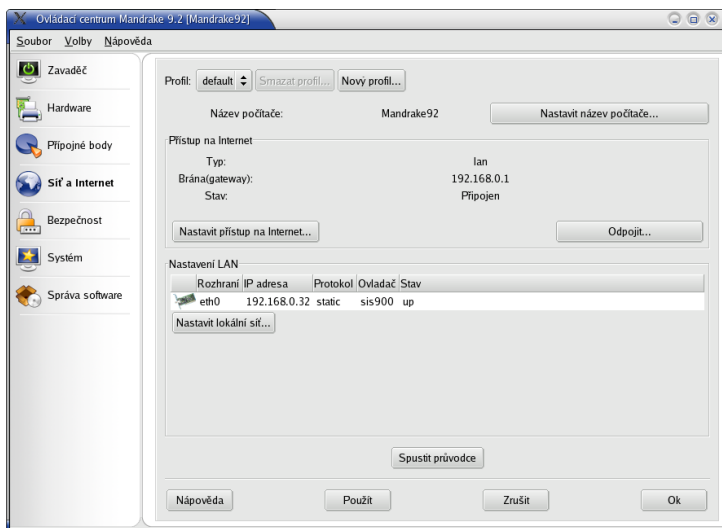 Ovládací centrum Mandrake 9.2 [Mandrake92]
Soubor Volby Nápověda
Zavaděč
Hardware
Přípojné body
Síť a Internet
Bezpečnost
Systém
Správa software
Profil: default Smazat profil... Nový profil...
Název počítače: Mandrake92 Nastavit název počítače...
Přístup na Internet
Typ: lan
Brána(gateway): 192.168.0.1
Stav: Připojen
Nastavit přístup na Internet... Odpojit...
Nastavení LAN
Rozhraní IP adresa Protokol Ovladač Stav
eth0 192.168.0.32 static sis900 up
Nastavit lokální síť...
Spustit průvodce
Nápověda Použít Zrušit Ok